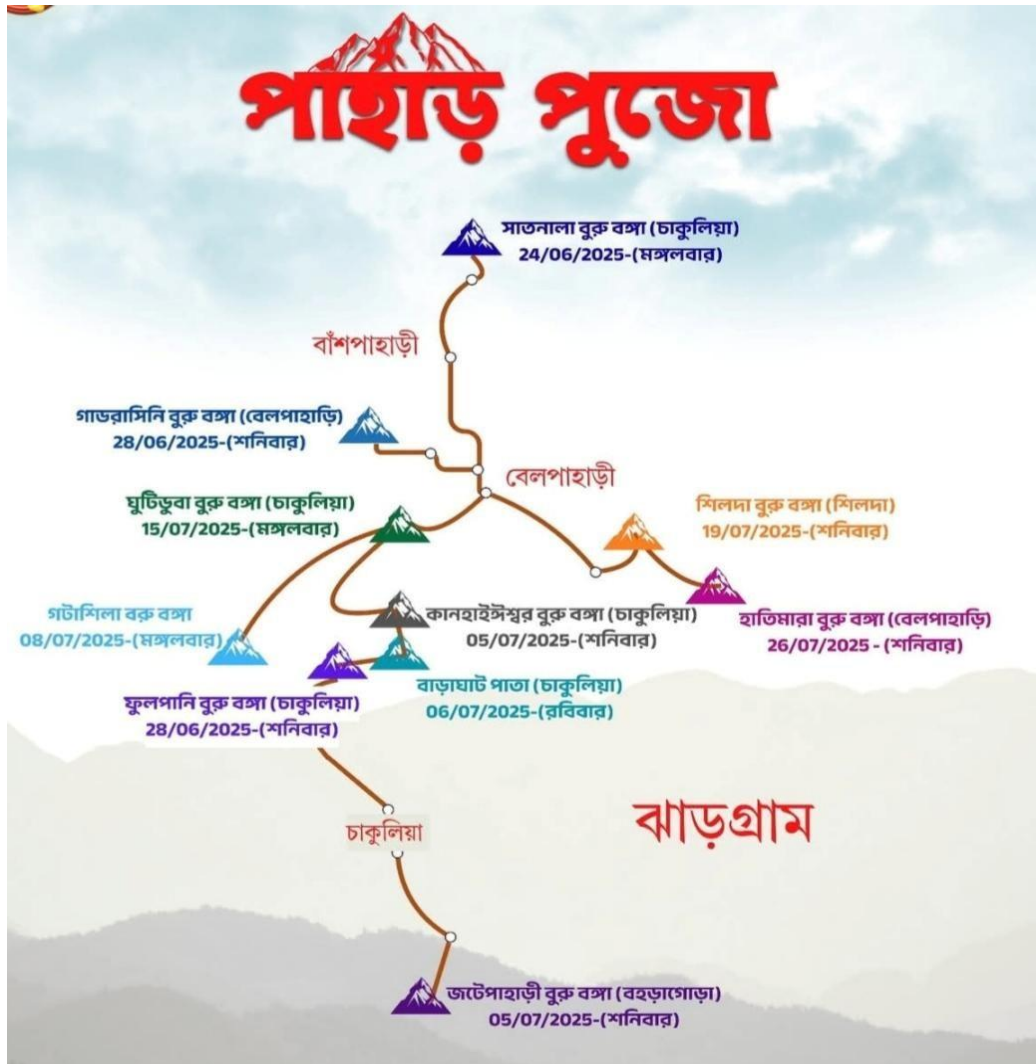 পাহাড় পুজো
সাতনালা বুরু বঙ্গা (চাকুলিয়া)
24/06/2025-(মঙ্গলবার)
বাঁশপাহাড়ী
গাডরাসিনি বুরু বঙ্গা (বেলপাহাড়ি)
28/06/2025-(শনিবার)
বেলপাহাড়ী
ঘুটিডুবা বুরু বঙ্গা (চাকুলিয়া)
15/07/2025-(মঙ্গলবার)
শিলদা বুরু বঙ্গা (শিলদা)
19/07/2025-(শনিবার)
গটাশিলা বরু বঙ্গা
08/07/2025-(মঙ্গলবার)
কানহাইঈশ্বর বুরু বঙ্গা (চাকুলিয়া)
05/07/2025-(শনিবার)
হাতিমারা বুরু বঙ্গা (বেলপাহাড়ি)
26/07/2025 - (শনিবার)
বাড়াঘাট পাতা (চাকুলিয়া)
06/07/2025-(রবিবার)
ফুলপানি বুরু বঙ্গা (চাকুলিয়া)
28/06/2025-(শনিবার)
চাকুলিয়া
ঝাড়গ্রাম
জটেপাহাড়ী বুরু বঙ্গা (বহড়াগোড়া)
05/07/2025-(শনিবার)